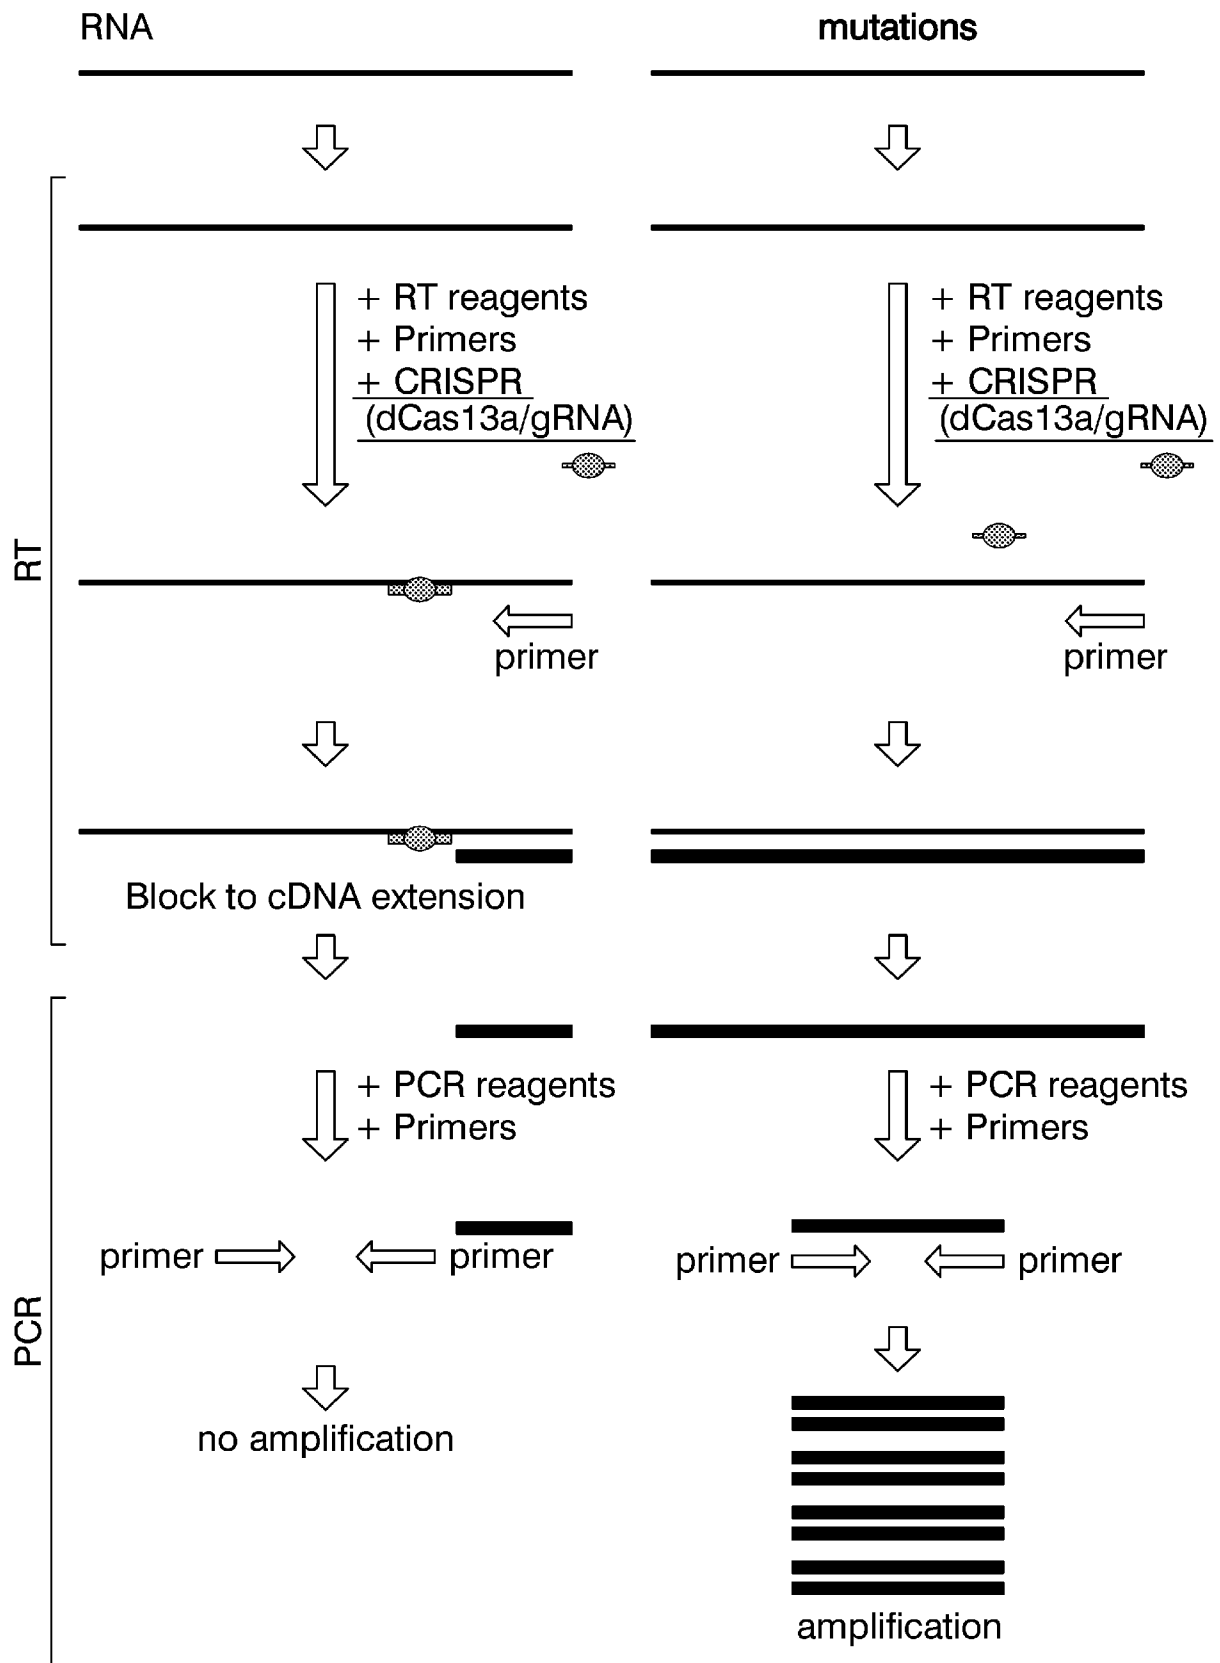 RNA
mutations
+ RT reagents
+ Primers
+ CRISPR
(dCas13a/gRNA)
+ RT reagents
+ Primers
+ CRISPR
(dCas13a/gRNA)
RT
primer
primer
Block to cDNA extension
+ PCR reagents
+ Primers
+ PCR reagents
+ Primers
PCR
primer primer
primer primer
no amplification
amplification